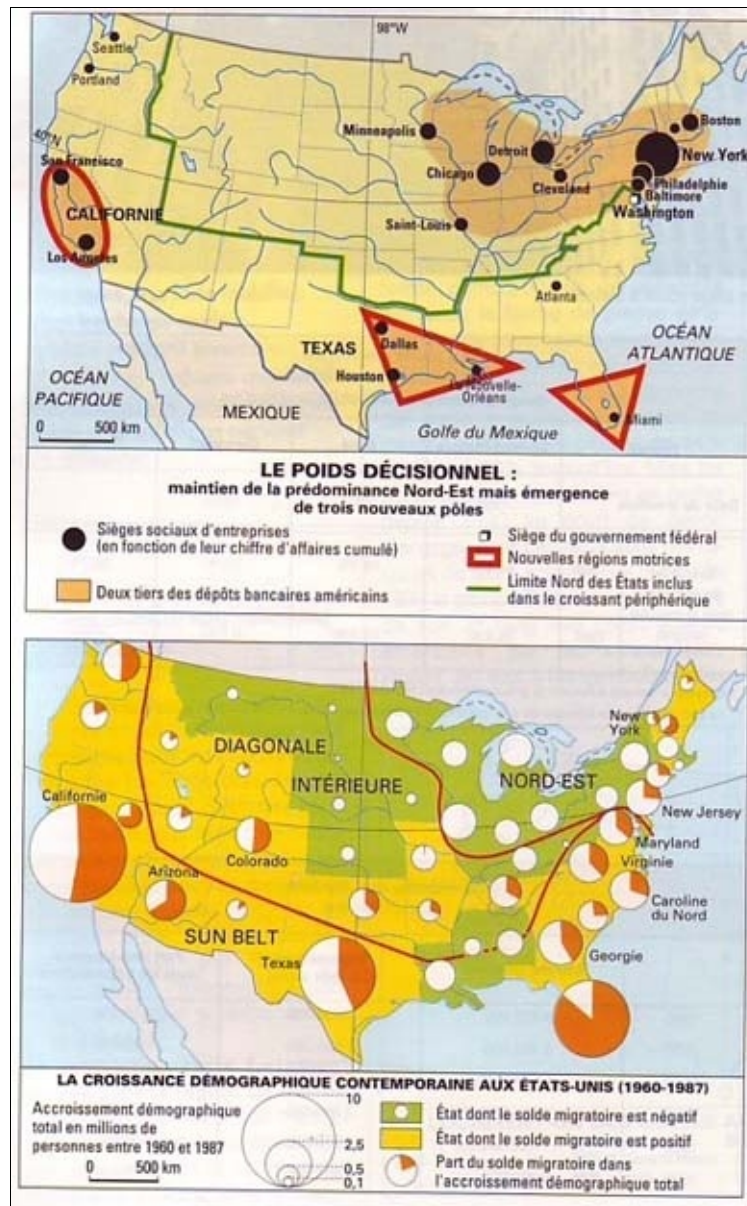 98°W
Seattle
Portland
40°N
Minneapolis
Boston
San Francisco
Detroit
New York
Chicago
Cleveland
Philadelphie
Baltimore
CALIFORNIE
Washington
Saint-Louis
Los Angeles
Atlanta
TEXAS
Dallas
OCÉAN
ATLANTIQUE
OCÉAN
PACIFIQUE
Houston
La Nouvelle-
Orléans
MEXIQUE
Miami
0 500 km
Golfe du Mexique
LE POIDS DÉCISIONNEL :
maintien de la prédominance Nord-Est mais émergence
de trois nouveaux pôles
Sièges sociaux d'entreprises
(en fonction de leur chiffre d'affaires cumulé)
Deux tiers des dépôts bancaires américains
Siège du gouvernement fédéral
Nouvelles régions motrices
Limite Nord des États inclus
dans le croissant périphérique
New
York
DIAGONALE
INTÉRIEURE
NORD-EST
Californie
New Jersey
Maryland
Colorado
Virginie
Arizona
Caroline
du Nord
SUN BELT
Texas
Georgie
LA CROISSANCE DÉMOGRAPHIQUE CONTEMPORAINE AUX ÉTATS-UNIS (1960-1987)
Accroissement démographique
total en millions de
personnes entre 1960 et 1987
0 500 km
10
2,5
0,5
0,1
État dont le solde migratoire est négatif
État dont le solde migratoire est positif
Part du solde migratoire dans
l'accroissement démographique total